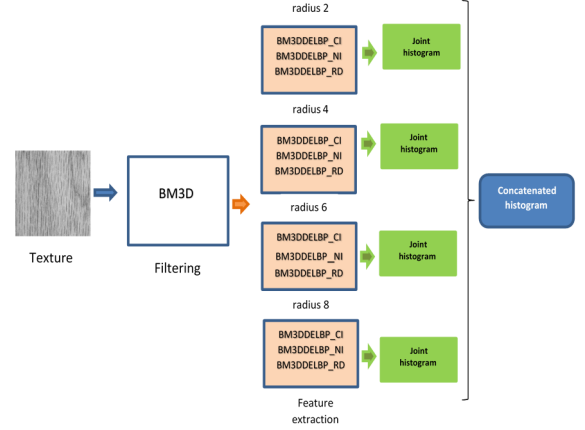 radius 2
BM3DDELBP_CI
BM3DDELBP_NI
BM3DDELBP_RD
Joint
histogram
radius 4
BM3DDELBP_CI
BM3DDELBP_NI
BM3DDELBP_RD
Joint
histogram
Texture
BM3D
Filtering
radius 6
BM3DDELBP_CI
BM3DDELBP_NI
BM3DDELBP_RD
Joint
histogram
radius 8
BM3DDELBP_CI
BM3DDELBP_NI
BM3DDELBP_RD
Joint
histogram
Feature
extraction
Concatenated
histogram